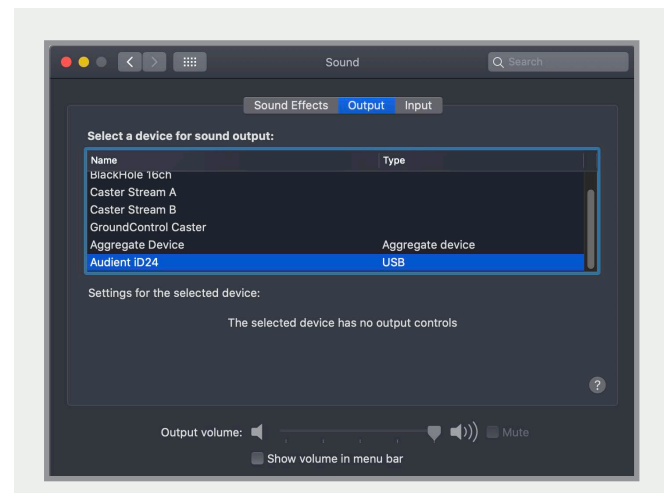 Sound
Search
Sound Effects Output Input
Select a device for sound output:
Name Type
BlackHole 16ch
Caster Stream A
Caster Stream B
GroundControl Caster
Aggregate Device Aggregate device
Audient iD24 USB
Settings for the selected device:
The selected device has no output controls
?
Output volume: Mute
Show volume in menu bar